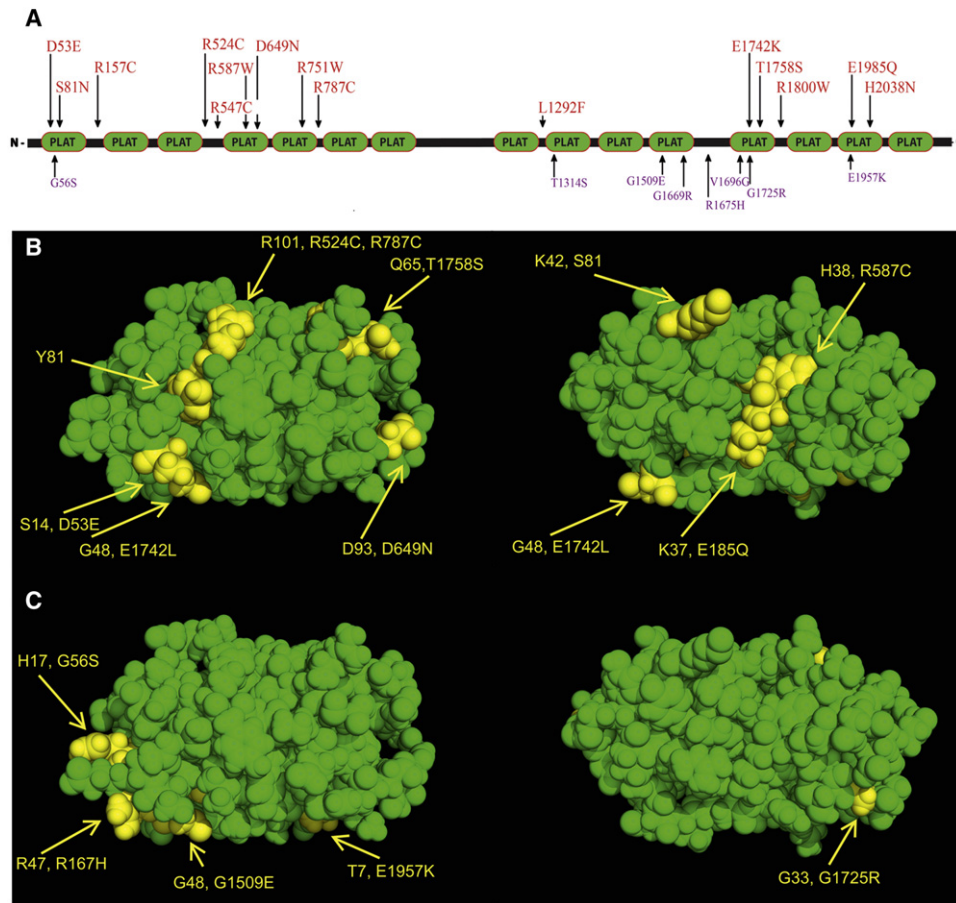 A
D53E
R524C
D649N
E1742K
R157C
R587W
R751W
T1758S
E1985Q
S81N
R547C
R787C
L1292F
R1800W
H2038N
N - PLAT PLAT PLAT PLAT PLAT PLAT PLAT PLAT PLAT PLAT PLAT PLAT PLAT PLAT
G56S
T1314S
G1509E
G1669R
R1675H
V1696G
G1725R
E1957K
B
R101, R524C, R787C
Q65,T1758S
Y81
S14, D53E
G48, E1742L
D93, D649N
K42, S81
H38, R587C
G48, E1742L
K37, E185Q
C
H17, G56S
R47, R167H
G48, G1509E
T7, E1957K
G33, G1725R